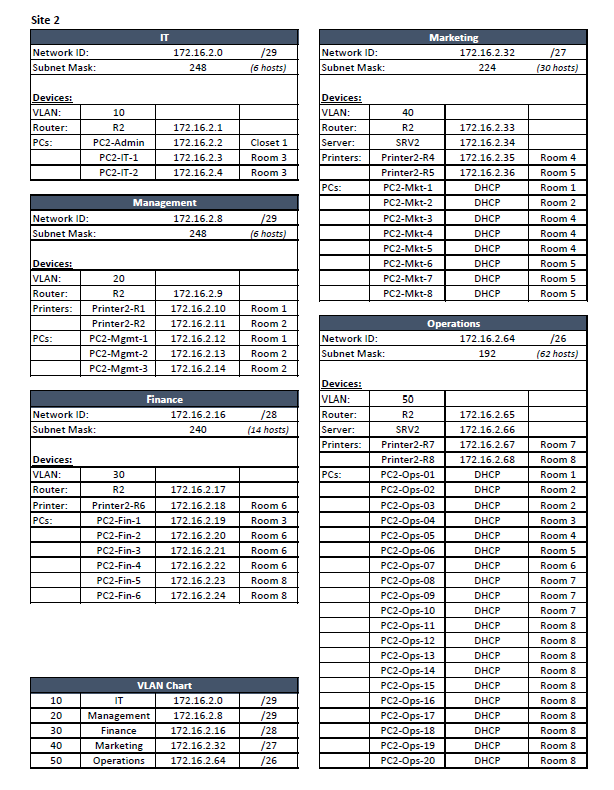 Site 2
IT
Network ID: 172.16.2.0 /29
Subnet Mask: 248 (6 hosts)
Devices:
VLAN: 10
Router: R2 172.16.2.1
PCs: PC2-Admin 172.16.2.2 Closet 1
PC2-IT-1 172.16.2.3 Room 3
PC2-IT-2 172.16.2.4 Room 3
Management
Network ID: 172.16.2.8 /29
Subnet Mask: 248 (6 hosts)
Devices:
VLAN: 20
Router: R2 172.16.2.9
Printers: Printer2-R1 172.16.2.10 Room 1
Printer2-R2 172.16.2.11 Room 2
PCs: PC2-Mgmt-1 172.16.2.12 Room 1
PC2-Mgmt-2 172.16.2.13 Room 2
PC2-Mgmt-3 172.16.2.14 Room 2
Finance
Network ID: 172.16.2.16 /28
Subnet Mask: 240 (14 hosts)
Devices:
VLAN: 30
Router: R2 172.16.2.17
Printer: Printer2-R6 172.16.2.18 Room 6
PCs: PC2-Fin-1 172.16.2.19 Room 3
PC2-Fin-2 172.16.2.20 Room 6
PC2-Fin-3 172.16.2.21 Room 6
PC2-Fin-4 172.16.2.22 Room 6
PC2-Fin-5 172.16.2.23 Room 8
PC2-Fin-6 172.16.2.24 Room 8
VLAN Chart
10 IT 172.16.2.0 /29
20 Management 172.16.2.8 /29
30 Finance 172.16.2.16 /28
40 Marketing 172.16.2.32 /27
50 Operations 172.16.2.64 /26
Marketing
Network ID: 172.16.2.32 /27
Subnet Mask: 224 (30 hosts)
Devices:
VLAN: 40
Router: R2 172.16.2.33
Server: SRV2 172.16.2.34
Printers: Printer2-R4 172.16.2.35 Room 4
Printer2-R5 172.16.2.36 Room 5
PCs: PC2-Mkt-1 DHCP Room 1
PC2-Mkt-2 DHCP Room 2
PC2-Mkt-3 DHCP Room 4
PC2-Mkt-4 DHCP Room 4
PC2-Mkt-5 DHCP Room 4
PC2-Mkt-6 DHCP Room 5
PC2-Mkt-7 DHCP Room 5
PC2-Mkt-8 DHCP Room 5
Operations
Network ID: 172.16.2.64 /26
Subnet Mask: 192 (62 hosts)
Devices:
VLAN: 50
Router: R2 172.16.2.65
Server: SRV2 172.16.2.66
Printers: Printer2-R7 172.16.2.67 Room 7
Printer2-R8 172.16.2.68 Room 8
PCs: PC2-Ops-01 DHCP Room 1
PC2-Ops-02 DHCP Room 2
PC2-Ops-03 DHCP Room 2
PC2-Ops-04 DHCP Room 3
PC2-Ops-05 DHCP Room 4
PC2-Ops-06 DHCP Room 5
PC2-Ops-07 DHCP Room 6
PC2-Ops-08 DHCP Room 7
PC2-Ops-09 DHCP Room 7
PC2-Ops-10 DHCP Room 7
PC2-Ops-11 DHCP Room 8
PC2-Ops-12 DHCP Room 8
PC2-Ops-13 DHCP Room 8
PC2-Ops-14 DHCP Room 8
PC2-Ops-15 DHCP Room 8
PC2-Ops-16 DHCP Room 8
PC2-Ops-17 DHCP Room 8
PC2-Ops-18 DHCP Room 8
PC2-Ops-19 DHCP Room 8
PC2-Ops-20 DHCP Room 8